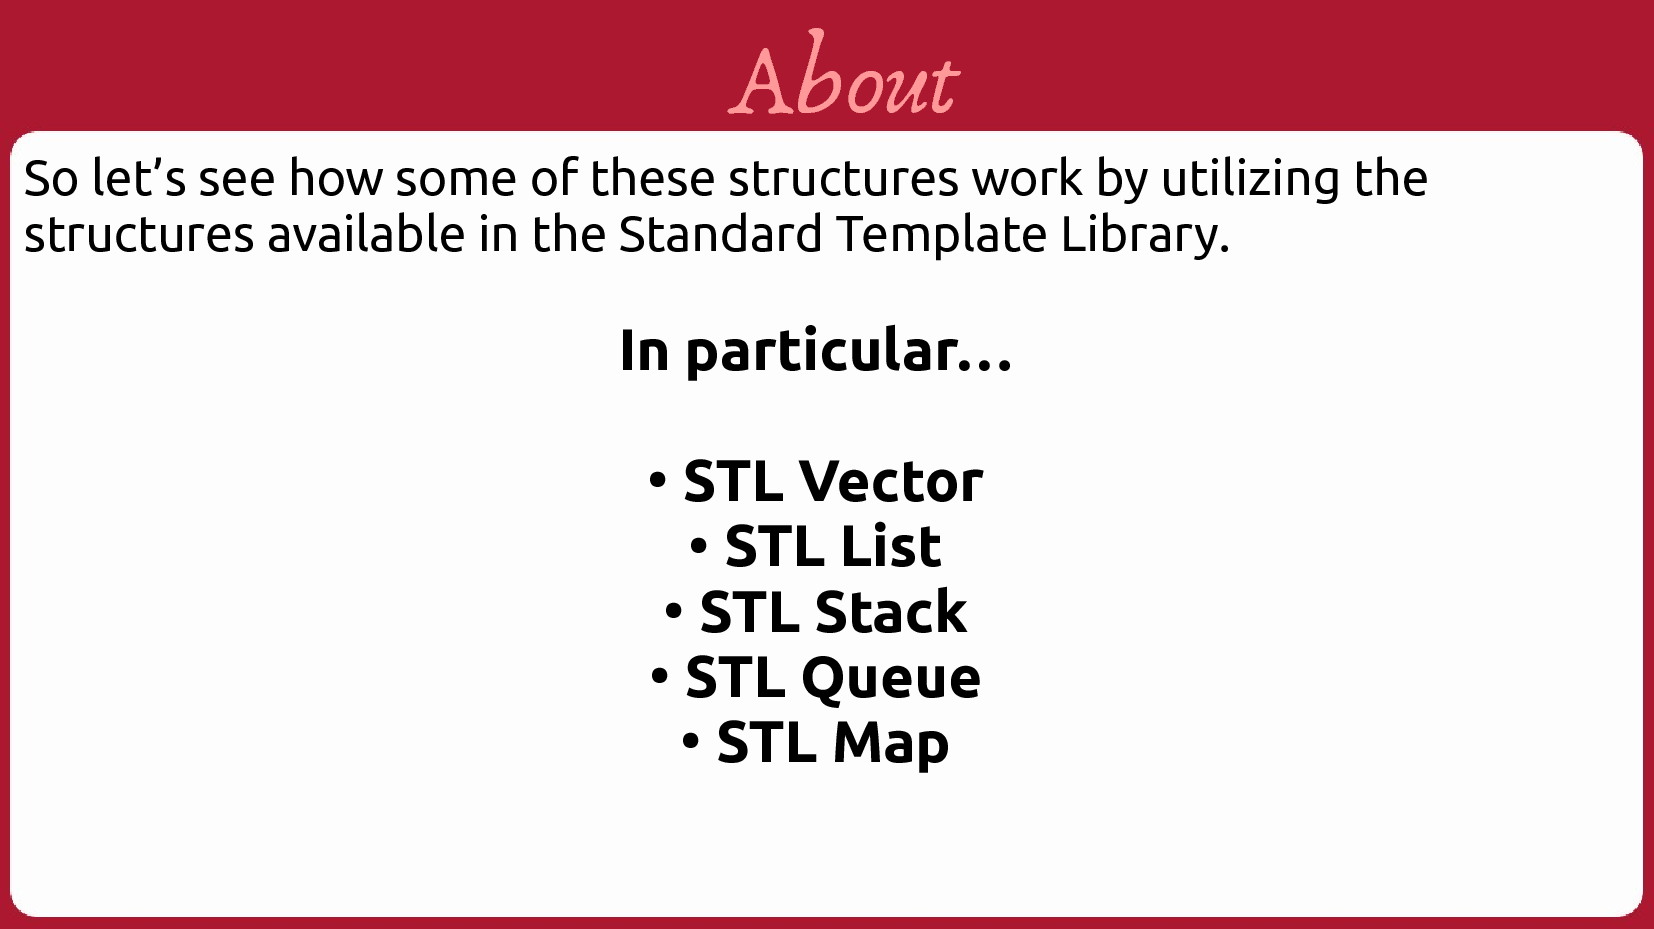 About
So let’s see how some of these structures work by utilizing the
structures available in the Standard Template Library.
In particular…
• STL Vector
• STL List
• STL Stack
• STL Queue
• STL Map